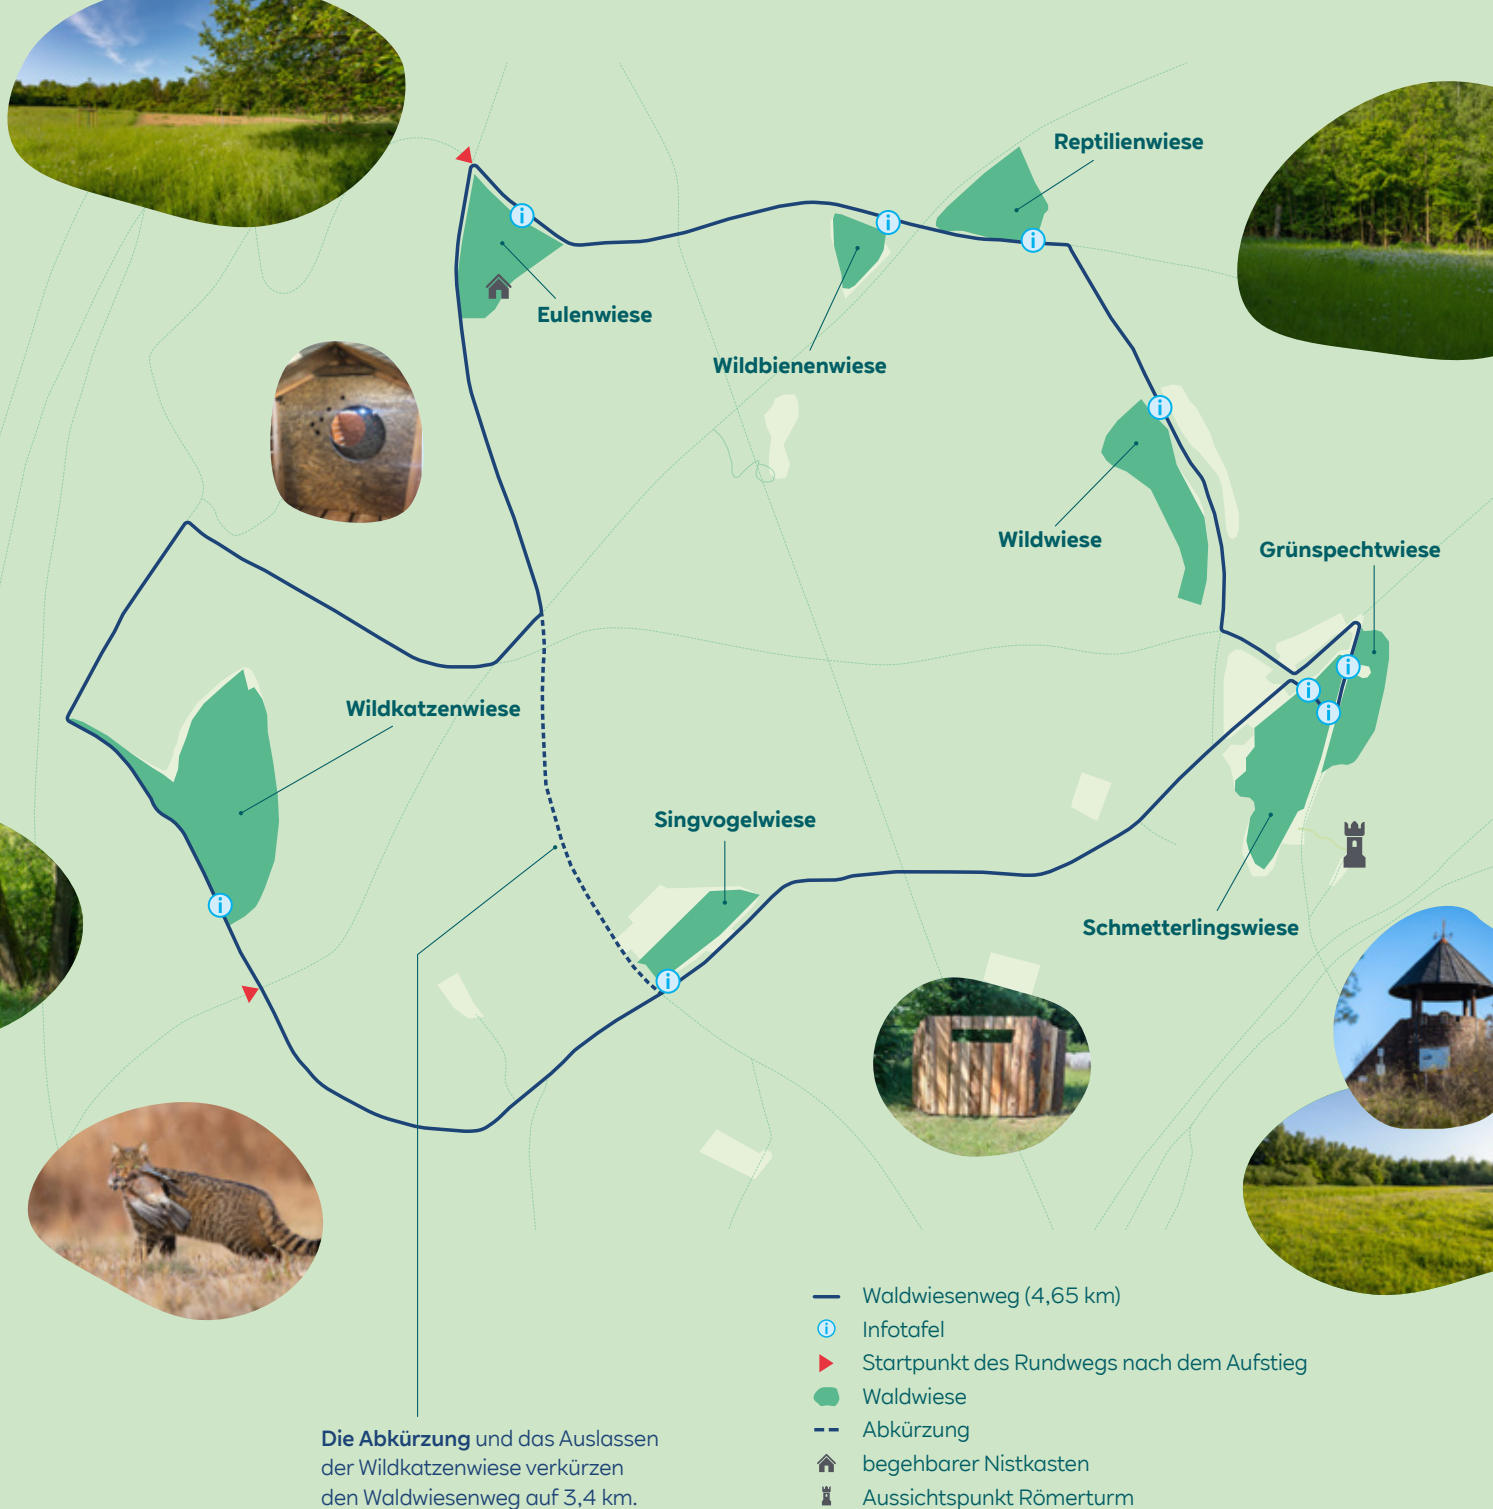 Reptilienwiese
Eulenwiese
Wildbienenwiese
Wildwiese
Grünspechtwiese
Wildkatzenwiese
Singvogelwiese
Schmetterlingswiese
Waldwiesenweg (4,65 km)
Infotafel
Startpunkt des Rundwegs nach dem Aufstieg
Waldwiese
Abkürzung
begehbarer Nistkasten
Aussichtspunkt Römerturm
Die Abkürzung und das Auslassen
der Wildkatzenwiese verkürzen
den Waldwiesenweg auf 3,4 km.